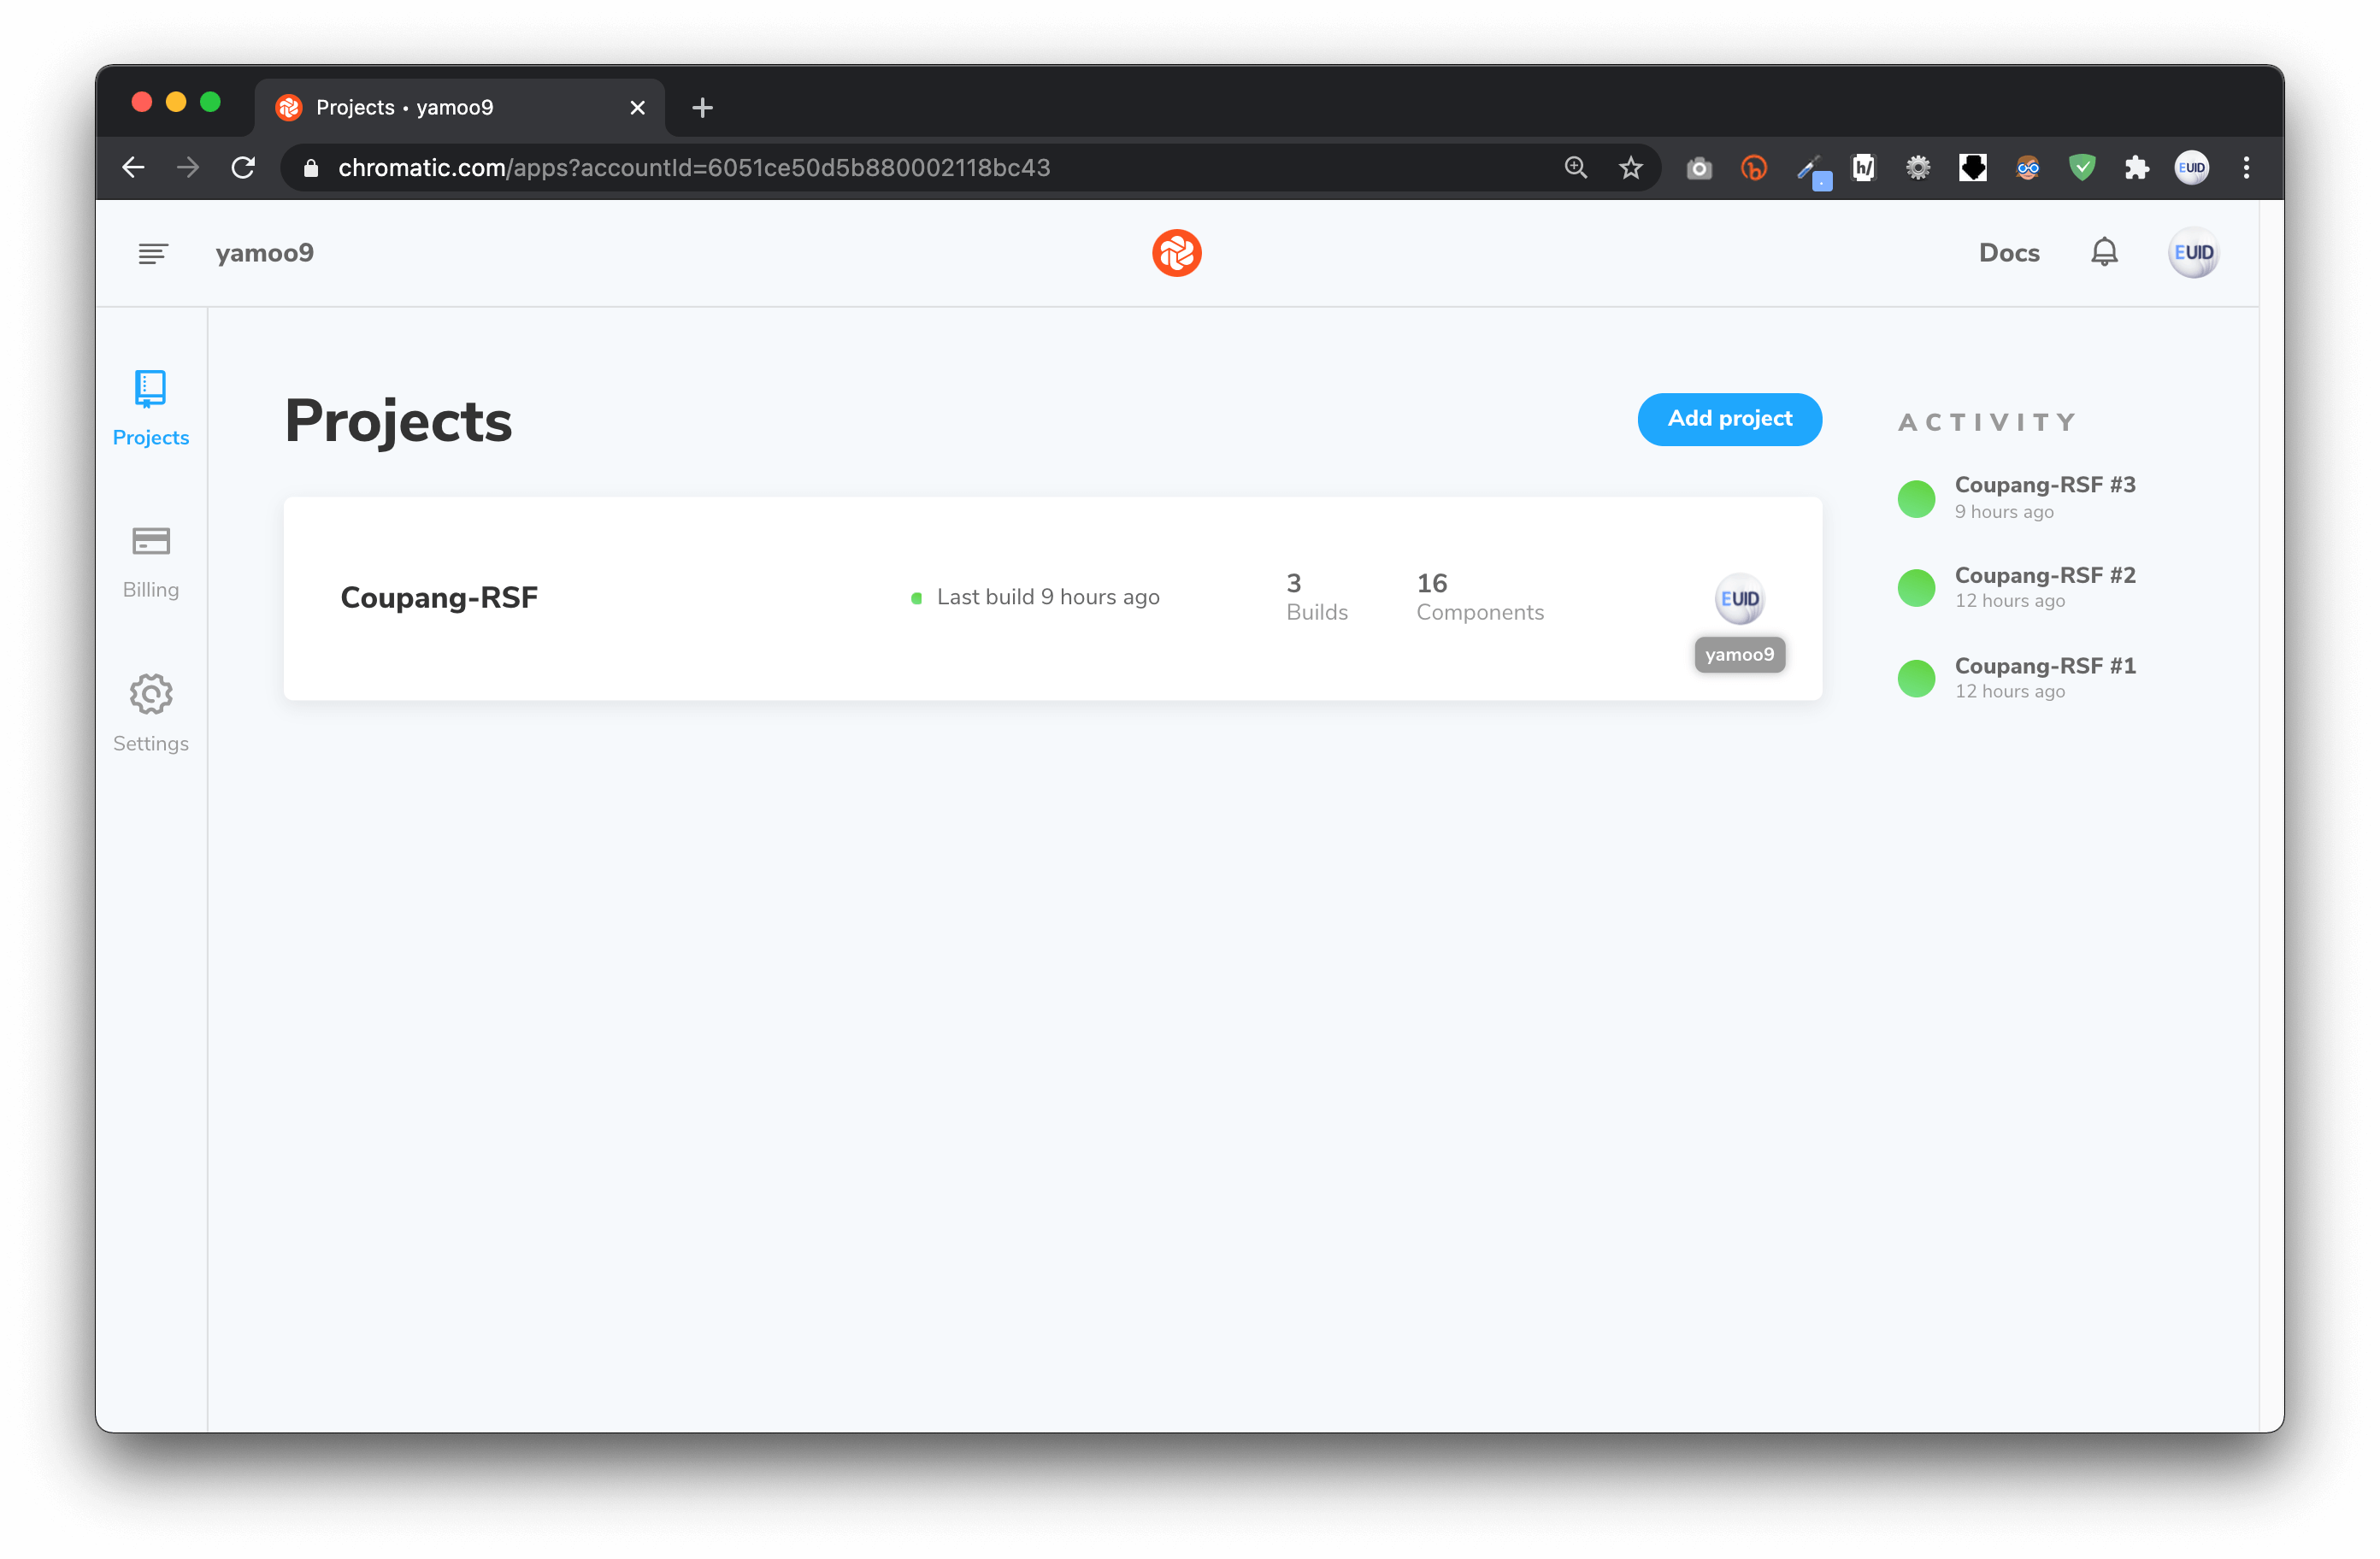 Projects • yamoo9
chromatic.com/apps?accountId=6051ce50d5b880002118bc43
h/
EUID
yamoo9
Docs
EUID
Projects
Billing
Settings
Projects
Add project
Coupang-RSF
Last build 9 hours ago
3
Builds
16
Components
EUID
yamoo9
ACTIVITY
Coupang-RSF #3
9 hours ago
Coupang-RSF #2
12 hours ago
Coupang-RSF #1
12 hours ago